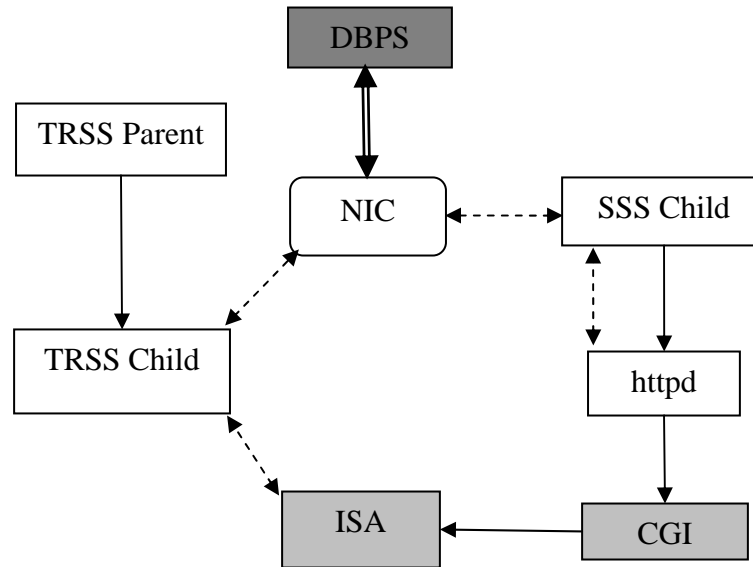 DBPS
TRSS Parent
NIC
SSS Child
TRSS Child
httpd
ISA
CGI